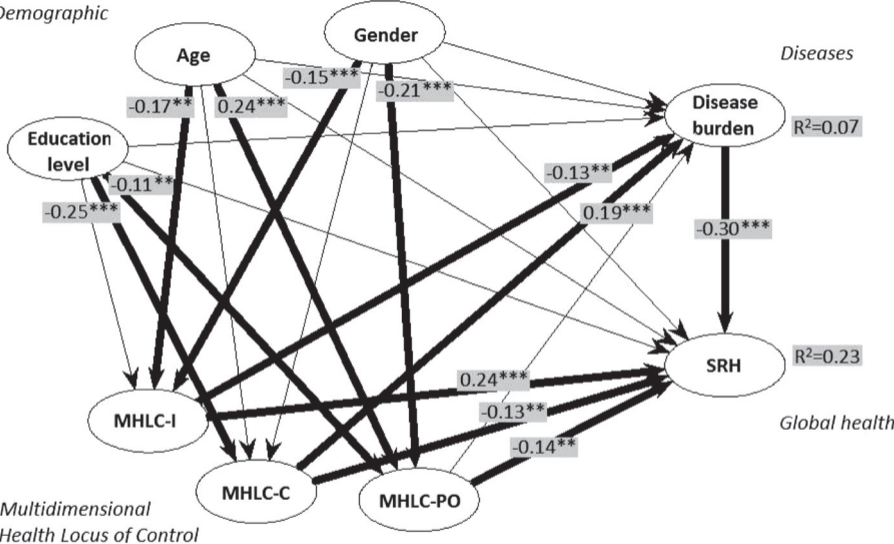 Demographic
Gender
Age
Diseases
-0.15***
-0.21***
-0.17**
0.24***
Disease
burden
R²=0.07
Education
level
-0.13**
-0.11**
-0.25***
0.19***
-0.30***
R²=0.23
SRH
0.24***
-0.13**
MHLC-I
Global health
-0.14**
MHLC-C
MHLC-PO
Multidimensional
Health Locus of Control